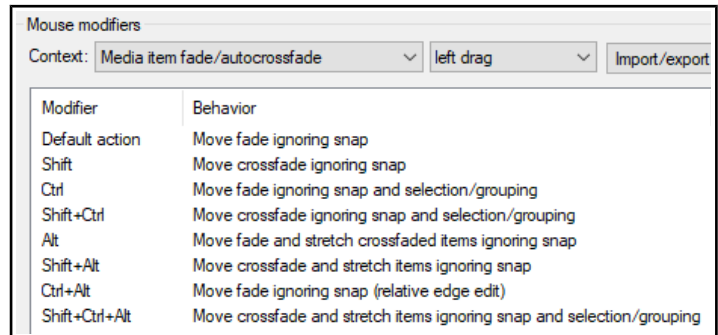 Mouse modifiers
Context: Media item fade/autocrossfade left drag Import/export
Modifier Behavior
Default action Move fade ignoring snap
Shift Move crossfade ignoring snap
Ctrl Move fade ignoring snap and selection/grouping
Shift+Ctrl Move crossfade ignoring snap and selection/grouping
Alt Move fade and stretch crossfaded items ignoring snap
Shift+Alt Move crossfade and stretch items ignoring snap
Ctrl+Alt Move fade ignoring snap (relative edge edit)
Shift+Ctrl+Alt Move crossfade and stretch items ignoring snap and selection/grouping